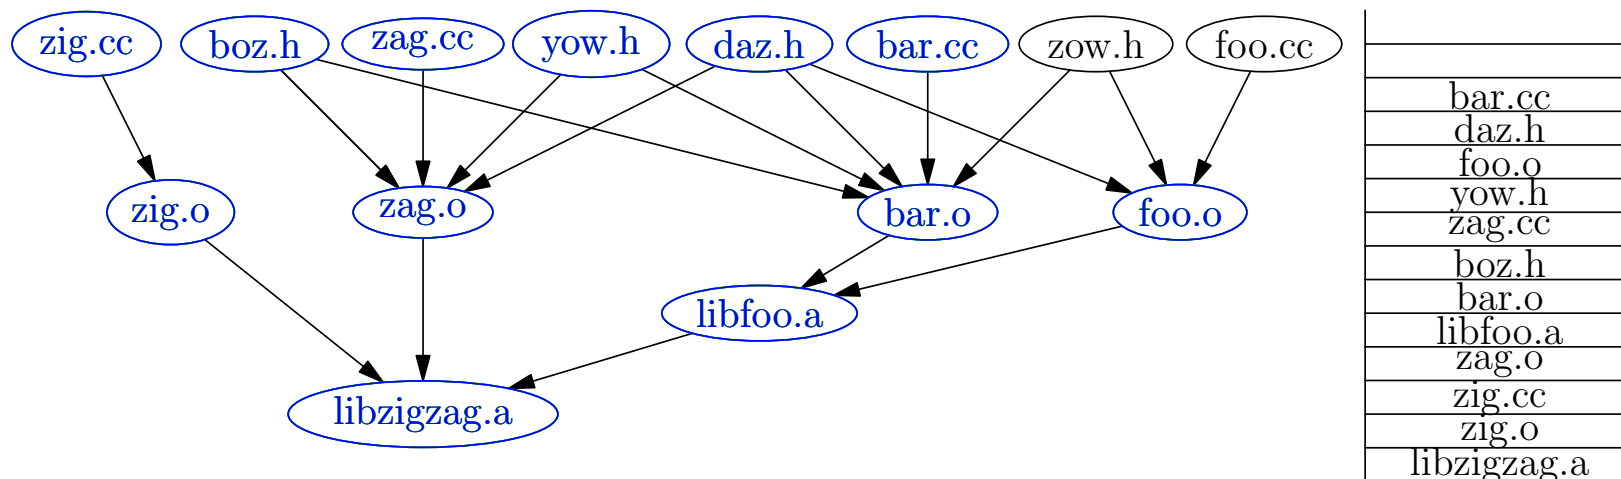 zig.cc boz.h zag.cc yow.h daz.h bar.cc zow.h foo.cc
zig.o zag.o bar.o foo.o
libfoo.a
libzigzag.a
bar.cc
daz.h
foo.o
yow.h
zag.cc
boz.h
bar.o
libfoo.a
zag.o
zig.cc
zig.o
libzigzag.a